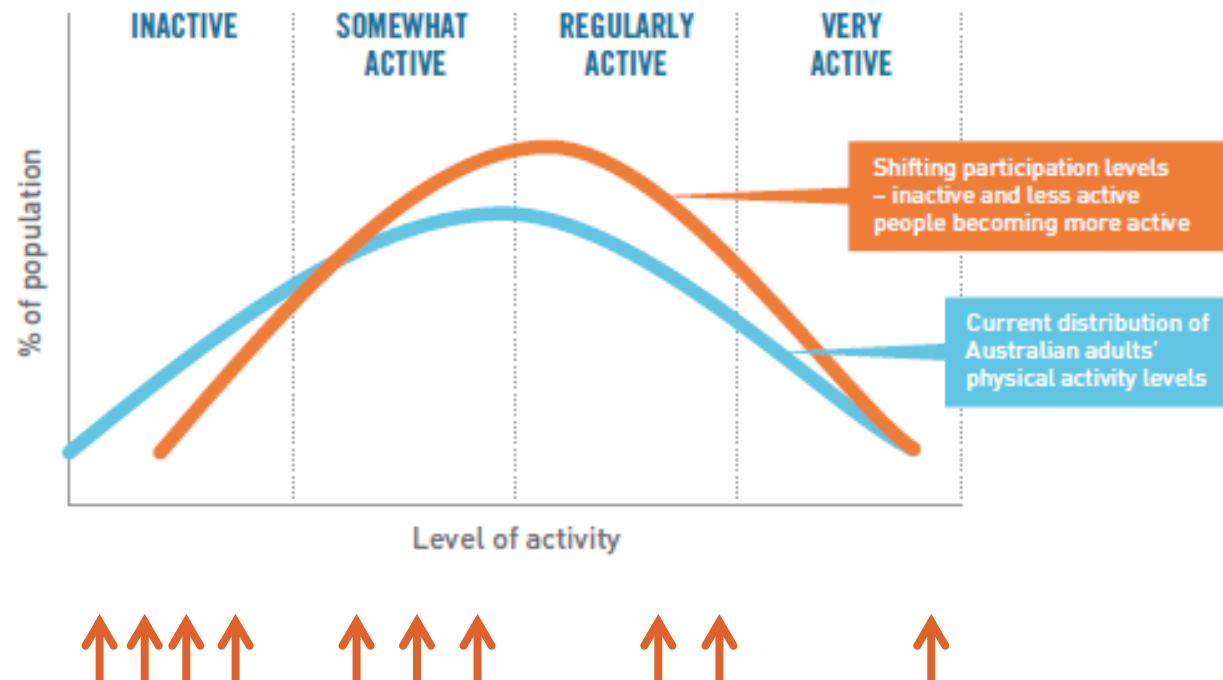 INACTIVE
SOMEWHAT
ACTIVE
REGULARLY
ACTIVE
VERY
ACTIVE
% of population
Shifting participation levels
– inactive and less active
people becoming more active
Current distribution of
Australian adults'
physical activity levels
Level of activity